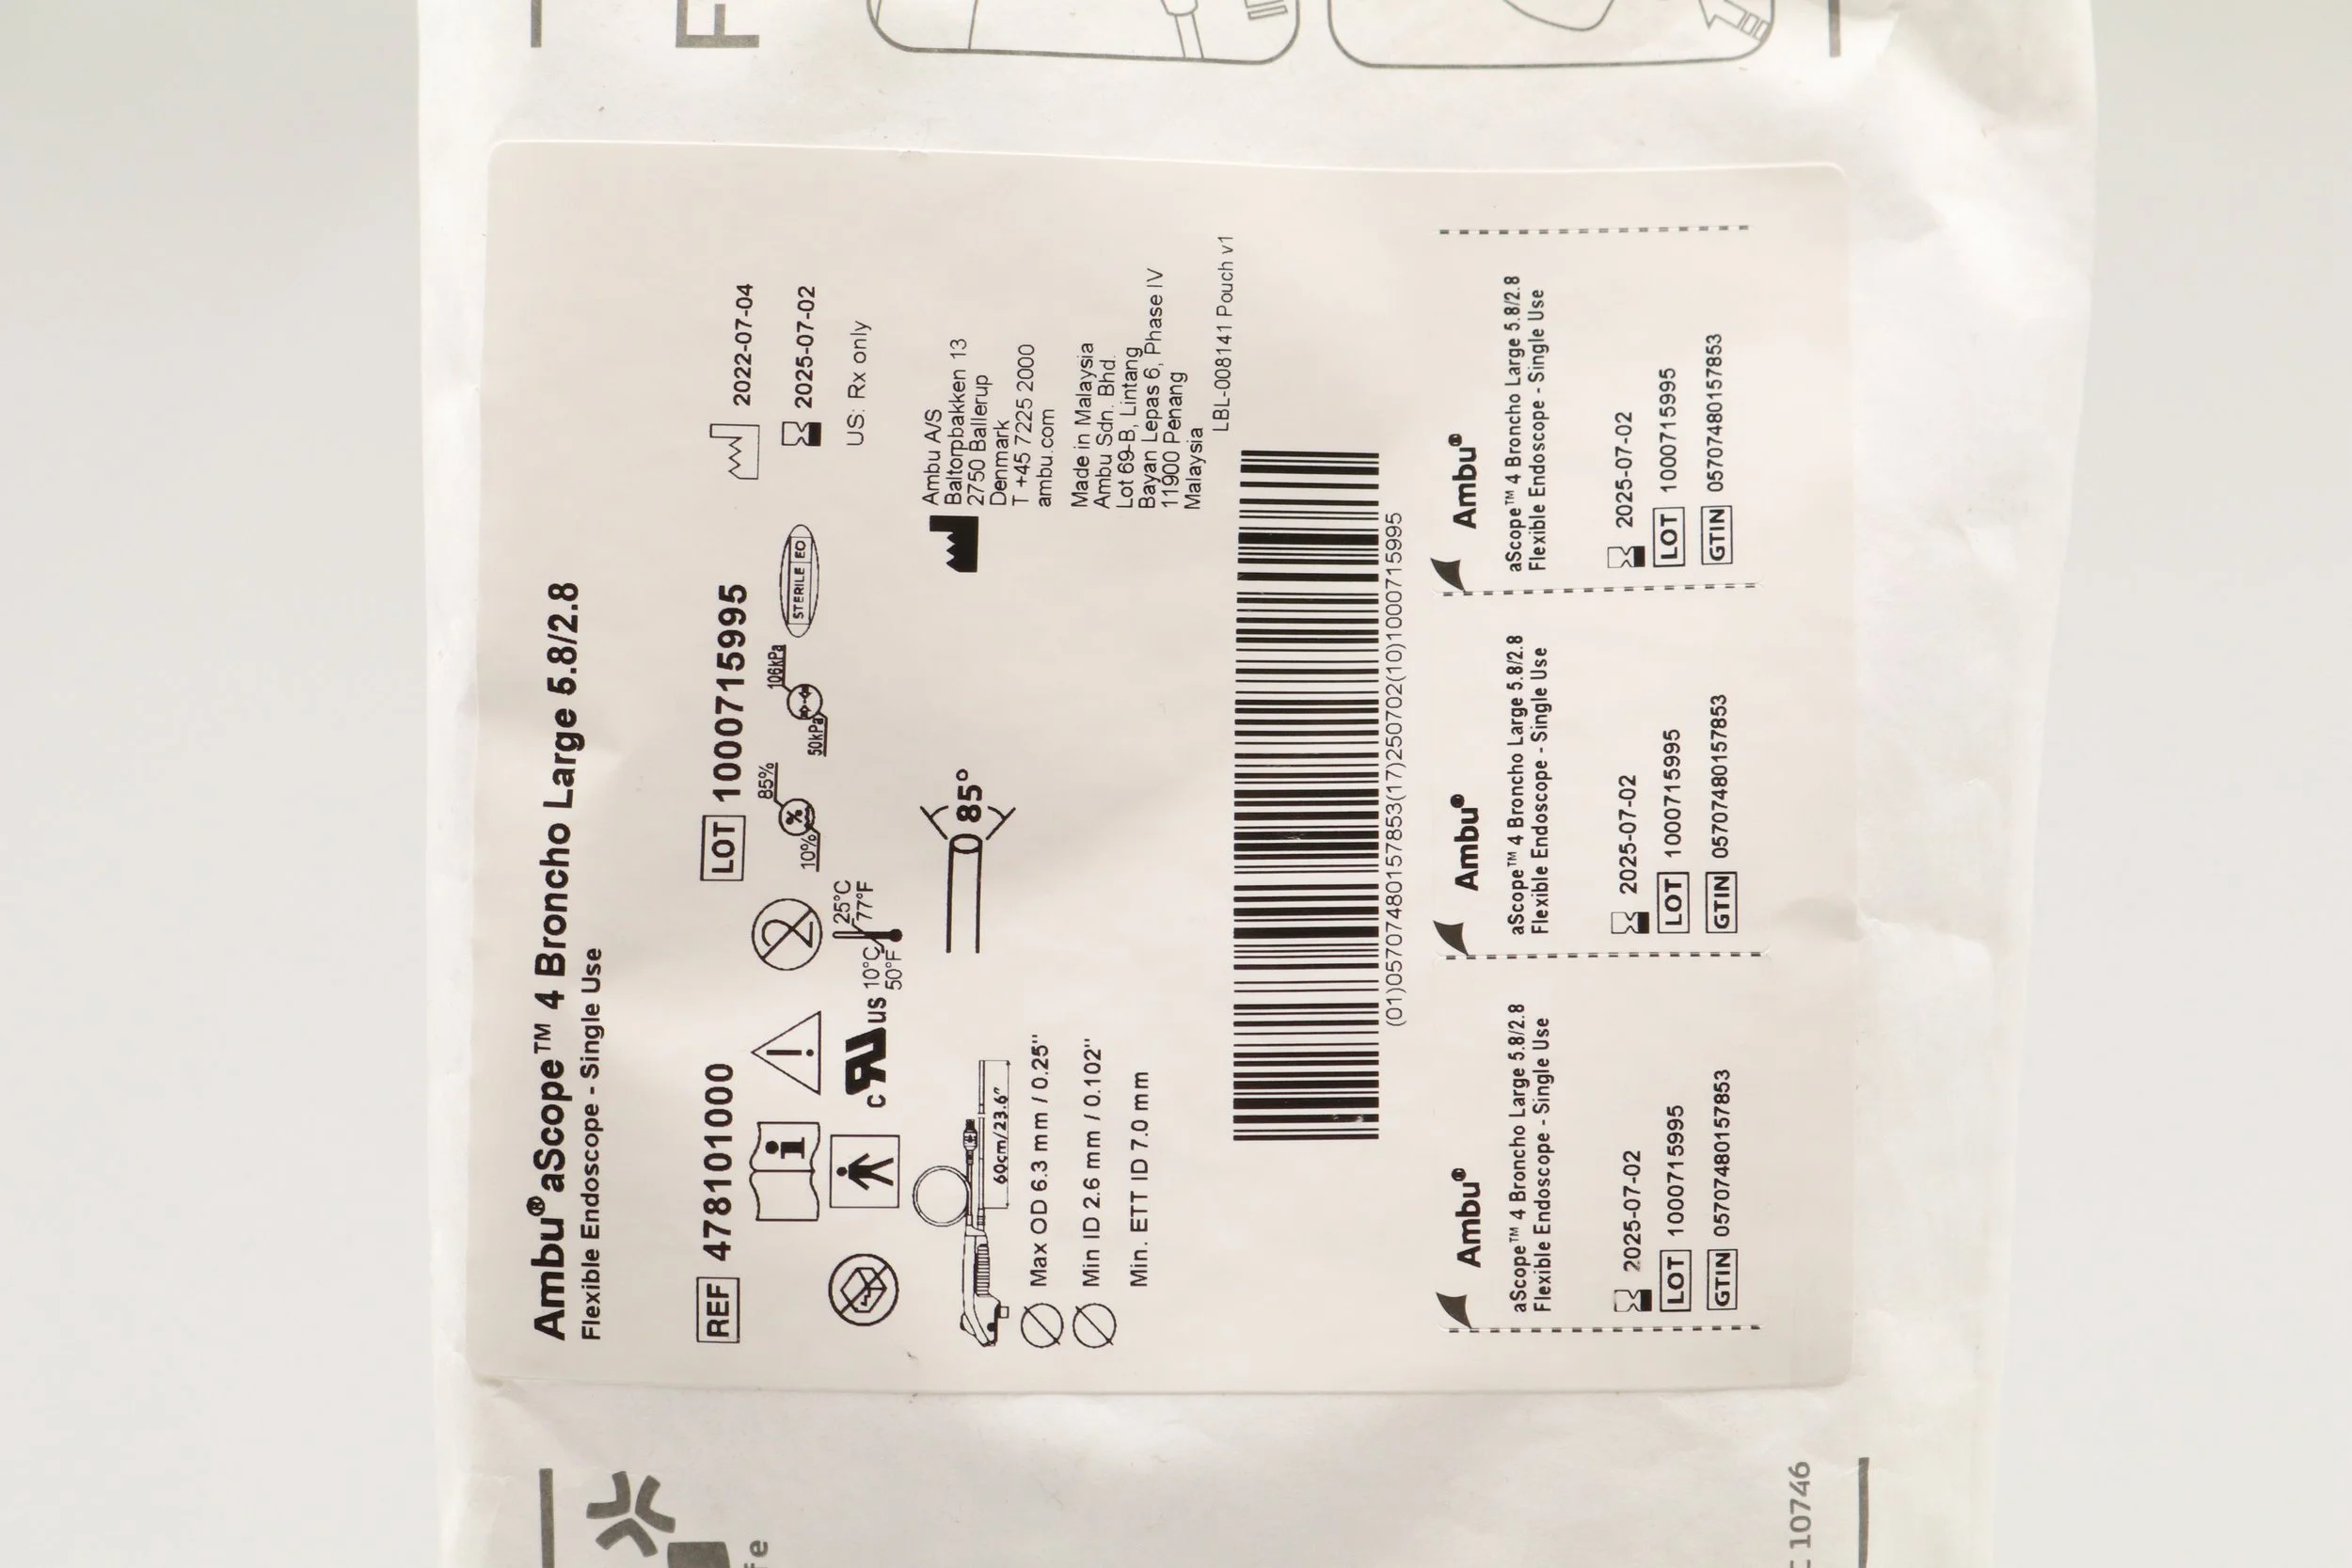 Ambu® aScope™ 4 Broncho Large 5.8/2.8
Flexible Endoscope - Single Use
REF 478101000
LOT 1000715995
2022-07-04
2025-07-02
US: Rx only
10%
85%
50kPa
106kPa
STERILE EO
c RU us
10°C
50°F
25°C
77°F
60cm/23.6"
85°
Max OD 6.3 mm / 0.25"
Min ID 2.6 mm / 0.102"
Min. ETT ID 7.0 mm
Ambu A/S
Baltorpbakken 13
2750 Ballerup
Denmark
T +45 7225 2000
ambu.com
Made in Malaysia
Ambu Sdn. Bhd.
Lot 69-B, Lintang
Bayan Lepas 6, Phase IV
11900 Penang
Malaysia
LBL-008141 Pouch v1
(01)05707480157853(17)250702(10)1000715995
Ambu®
aScope™ 4 Broncho Large 5.8/2.8
Flexible Endoscope - Single Use
2025-07-02
LOT 1000715995
GTIN 05707480157853
Ambu®
aScope™ 4 Broncho Large 5.8/2.8
Flexible Endoscope - Single Use
2025-07-02
LOT 1000715995
GTIN 05707480157853
Ambu®
aScope™ 4 Broncho Large 5.8/2.8
Flexible Endoscope - Single Use
2025-07-02
LOT 1000715995
GTIN 05707480157853
10746